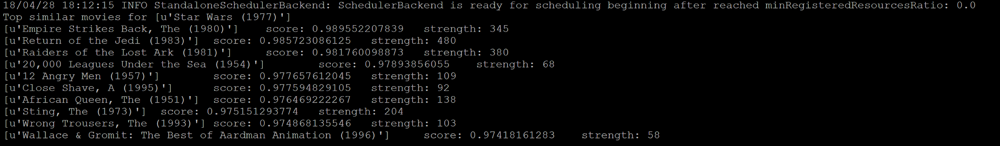 18/04/28 18:12:15 INFO StandaloneSchedulerBackend: SchedulerBackend is ready for scheduling beginning after reached minRegisteredResourcesRatio: 0.0
Top similar movies for [u'Star Wars (1977)']
[u'Empire Strikes Back, The (1980)']    score: 0.989552207839   strength: 345
[u'Return of the Jedi (1983)']  score: 0.985723086125   strength: 480
[u'Raiders of the Lost Ark (1981)']     score: 0.981760098873   strength: 380
[u'20,000 Leagues Under the Sea (1954)']        score: 0.97893856055    strength: 68
[u'12 Angry Men (1957)']        score: 0.977657612045   strength: 109
[u'Close Shave, A (1995)']      score: 0.977594829105   strength: 92
[u'African Queen, The (1951)']  score: 0.976469222267   strength: 138
[u'Sting, The (1973)']  score: 0.975151293774   strength: 204
[u'Wrong Trousers, The (1993)'] score: 0.974868135546   strength: 103
[u'Wallace & Gromit: The Best of Aardman Animation (1996)']     score: 0.97418161283    strength: 58